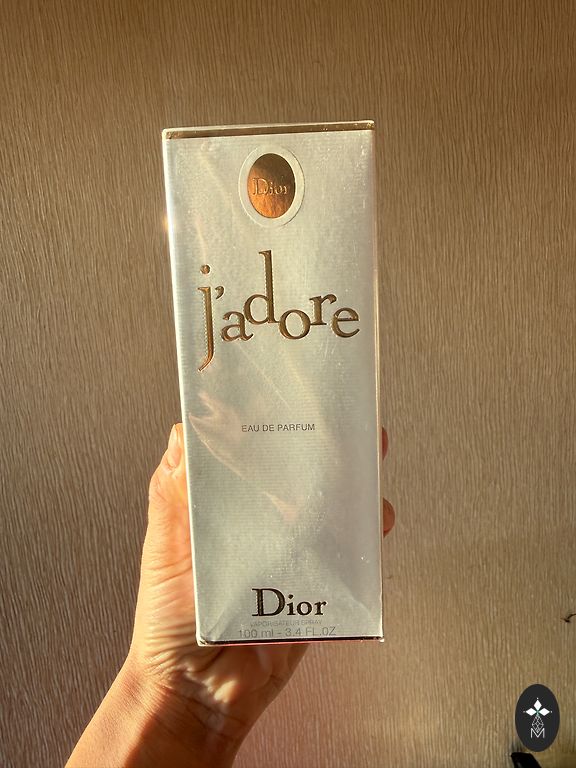 Dior
j'adore
EAU DE PARFUM
Dior
VAPORISATEUR SPRAY
100 ml - 3.4 FL.OZ
M